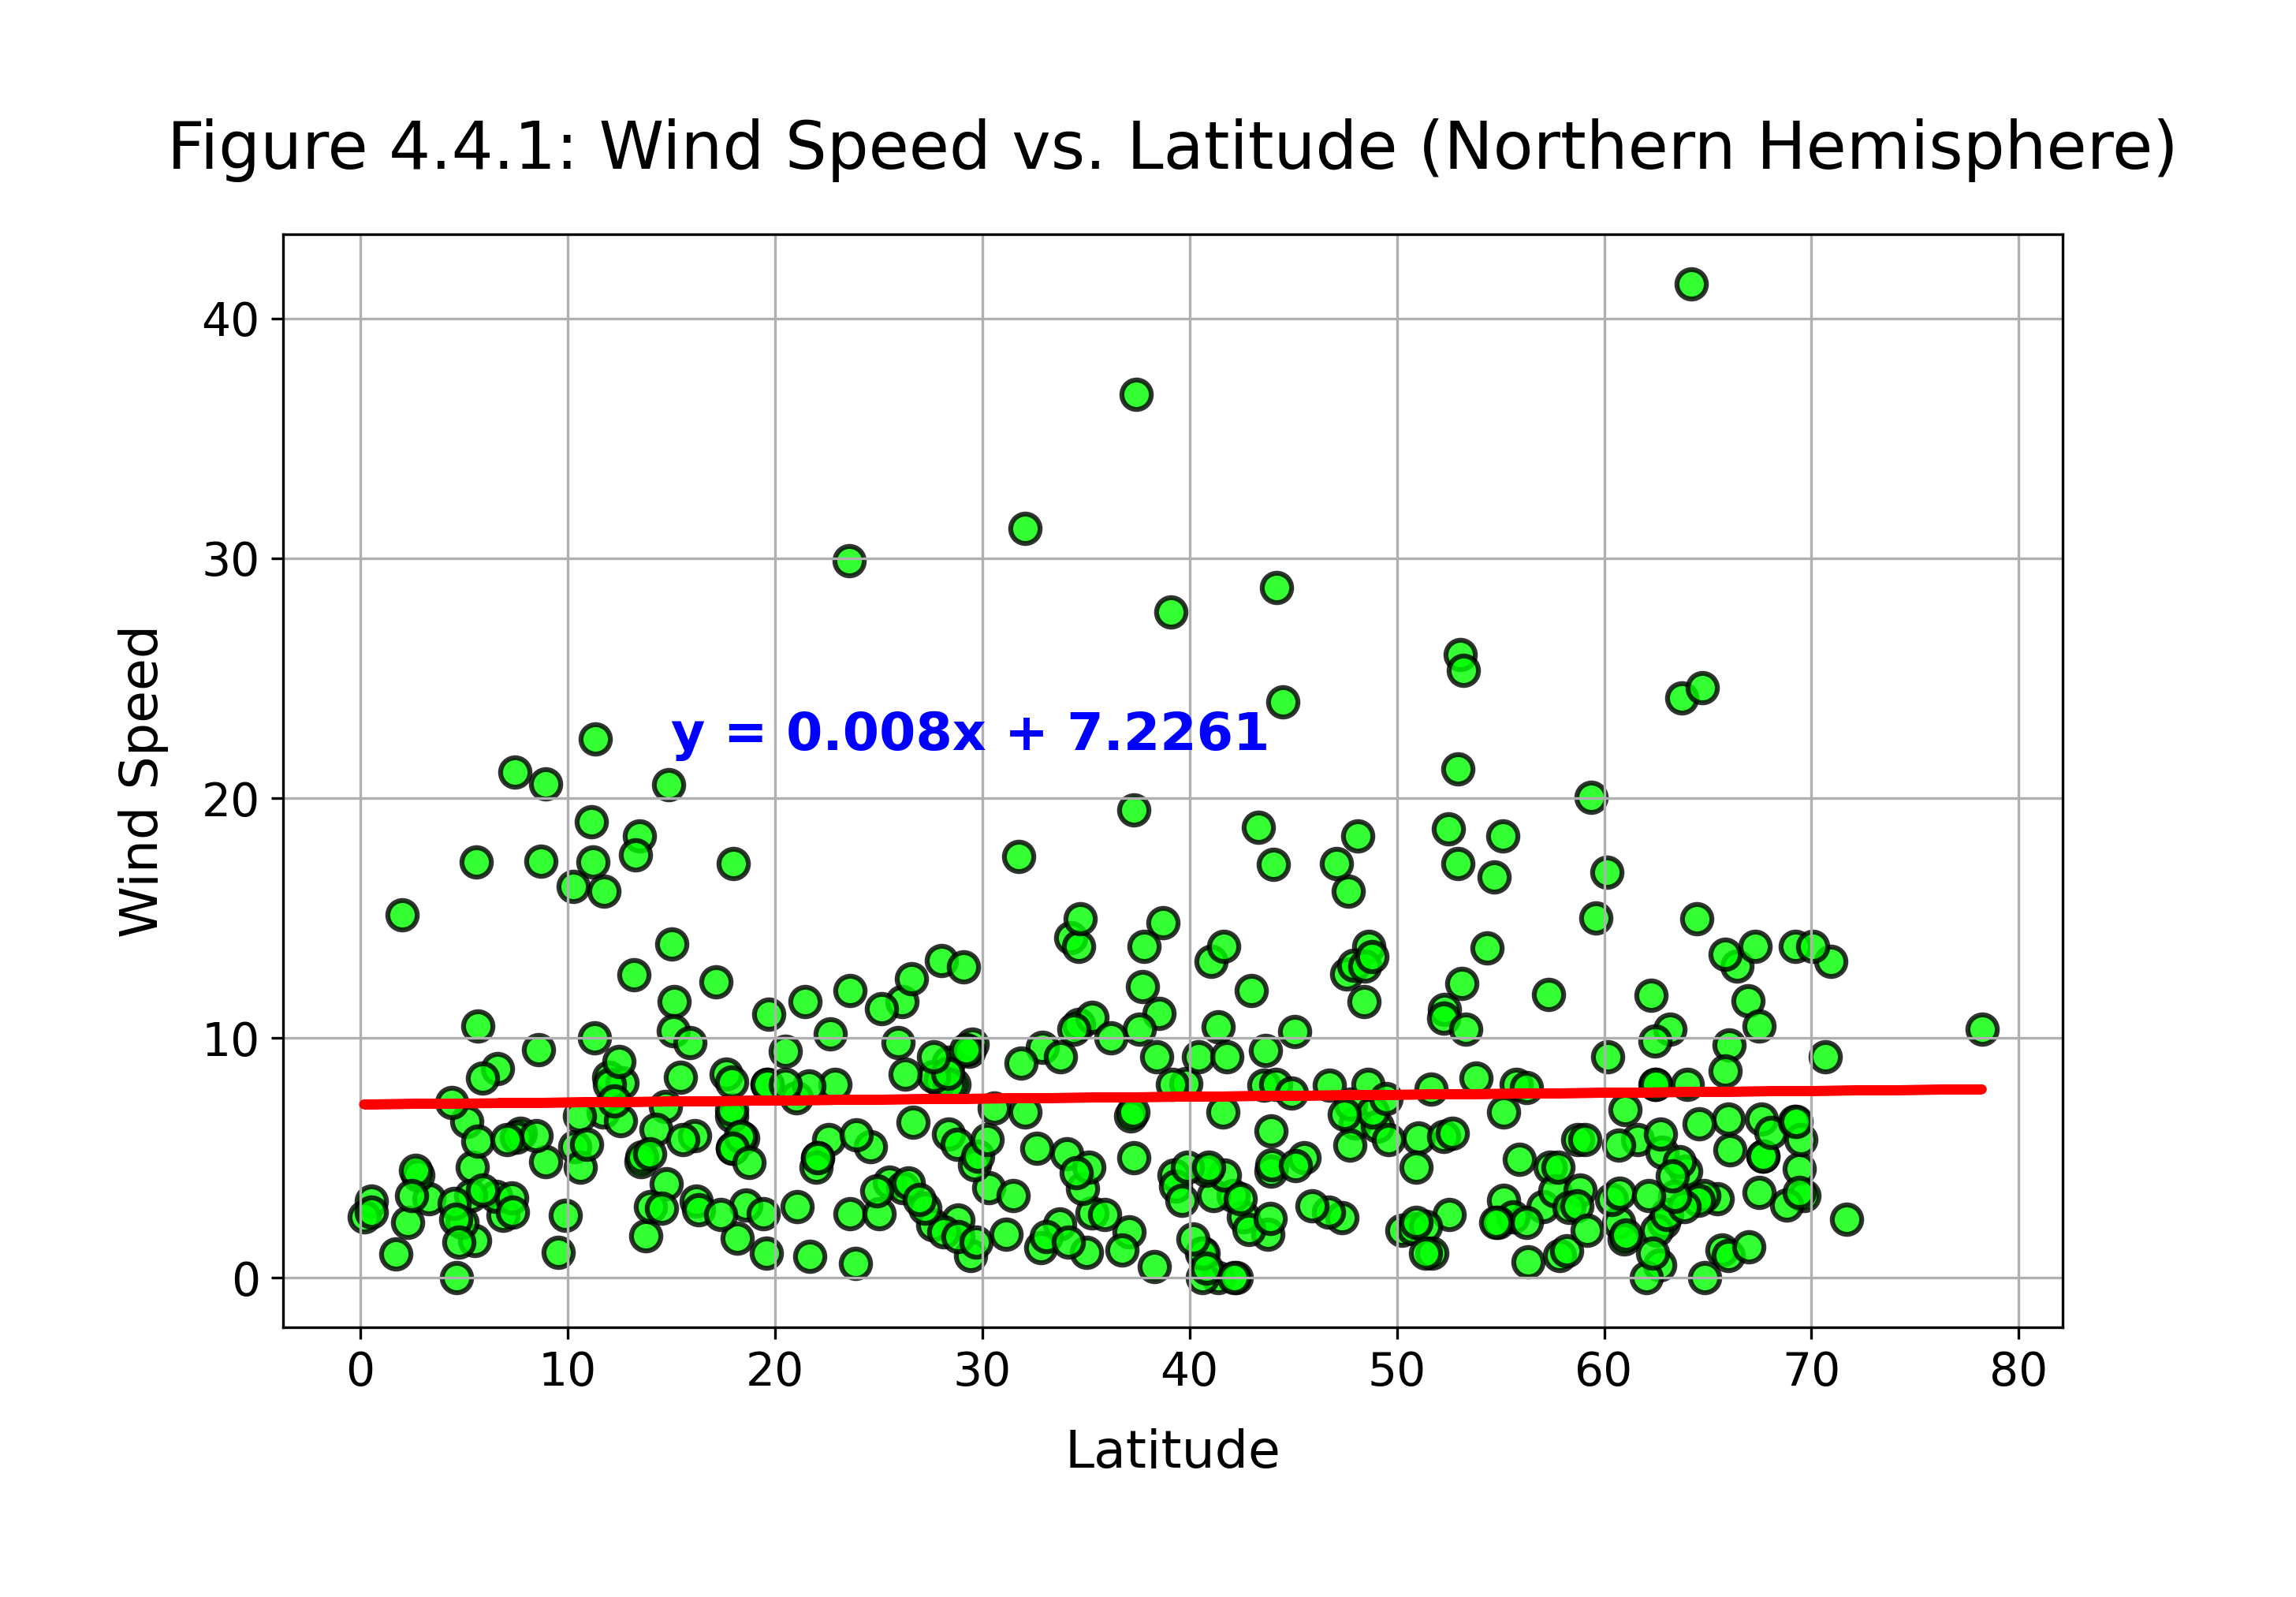 Figure 4.4.1: Wind Speed vs. Latitude (Northern Hemisphere)
40
30
20
10
0
Wind Speed
y = 0.008x + 7.2261
0 10 20 30 40 50 60 70 80
Latitude